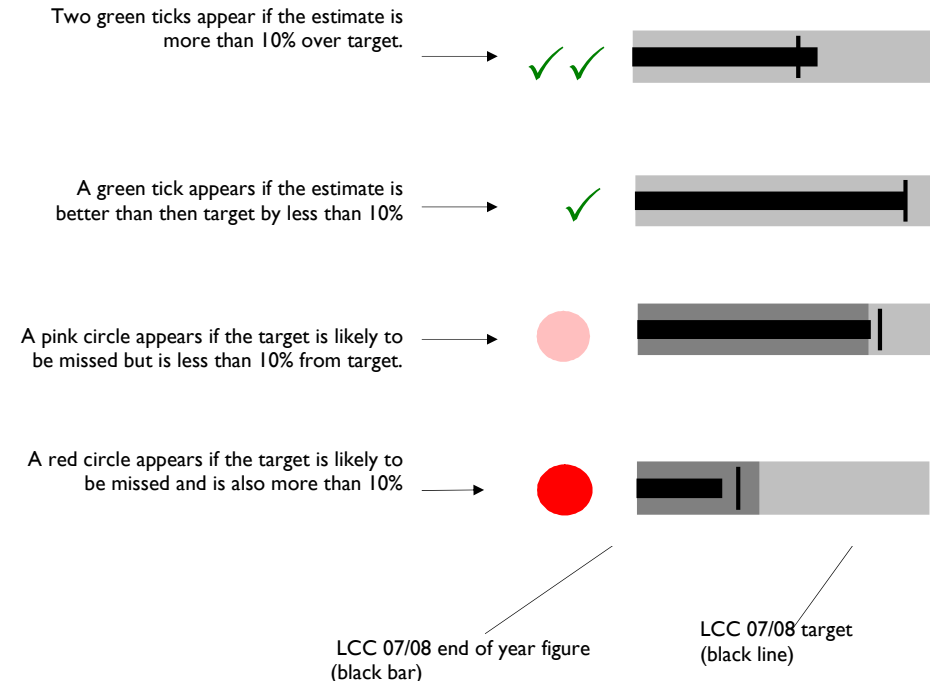 Two green ticks appear if the estimate is
more than 10% over target.
A green tick appears if the estimate is
better than then target by less than 10%
A pink circle appears if the target is likely to
be missed but is less than 10% from target.
A red circle appears if the target is likely to
be missed and is also more than 10%
LCC 07/08 end of year figure
(black bar)
LCC 07/08 target
(black line)